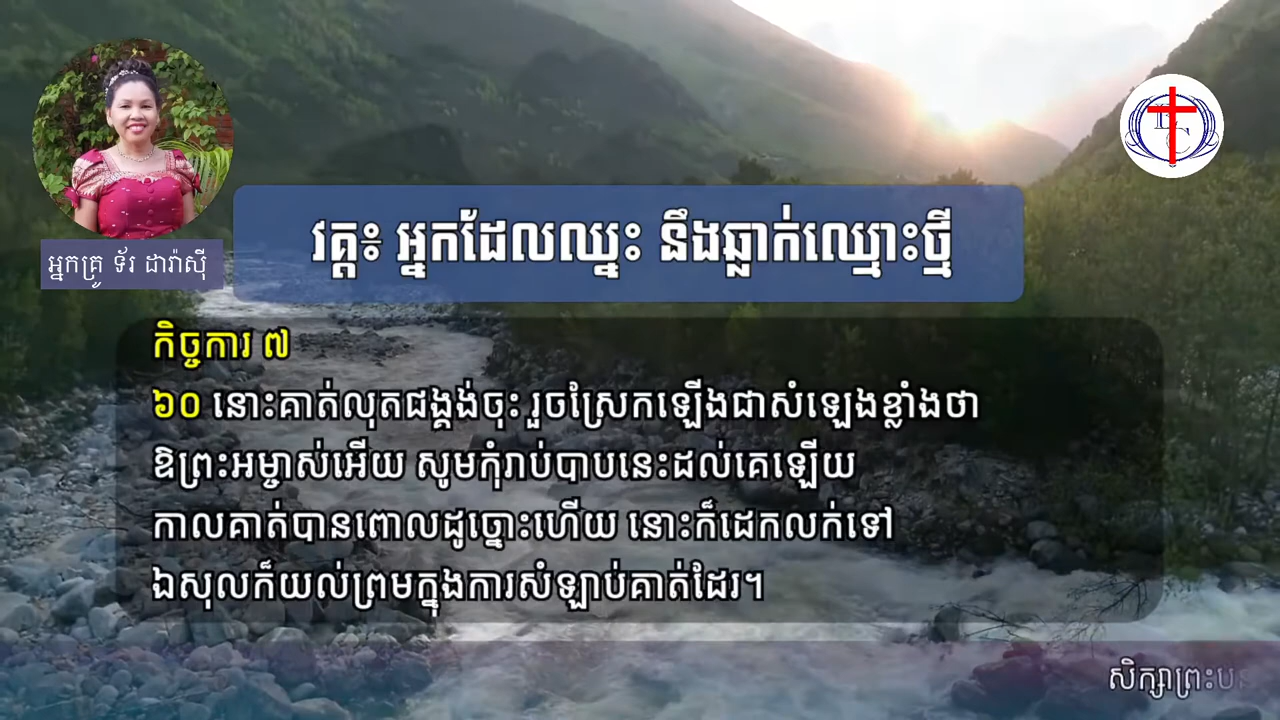 អ្នកគ្រូ ទ័រ ដារ៉ាស៊ី
វគ្គ៖ អ្នកដែលឈ្នះ នឹងឆ្លាក់ឈ្មោះថ្មី
កិច្ចការ ៧
៦០ នោះគាត់លុតជង្គង់ចុះ រួចស្រែកឡើងជាសំឡេងខ្លាំងថា
ឱព្រះអម្ចាស់អើយ សូមកុំរាប់បាបនេះដល់គេឡើយ
កាលគាត់បានពោលដូច្នោះហើយ នោះក៏ដេកលក់ទៅ
ឯសុលក៏យល់ព្រមក្នុងការសំឡាប់គាត់ដែរ។
សិក្សាព្រះ